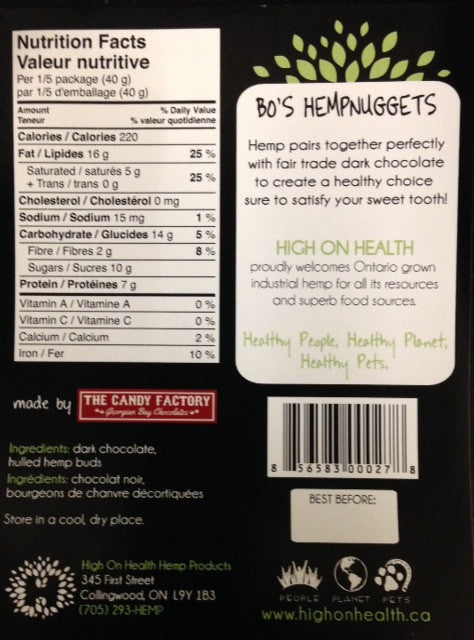 Nutrition Facts
Valeur nutritive
Per 1/5 package (40 g)
par 1/5 d'emballage (40 g)
Amount % Daily Value
Teneur % valeur quotidienne
Calories / Calories 220
Fat / Lipides 16 g 25 %
Saturated / saturés 5 g
+ Trans / trans 0 g 25 %
Cholesterol / Cholestérol 0 mg
Sodium / Sodium 15 mg 1 %
Carbohydrate / Glucides 14 g 5 %
Fibre / Fibres 2 g 8 %
Sugars / Sucres 10 g
Protein / Protéines 7 g
Vitamin A / Vitamine A 0 %
Vitamin C / Vitamine C 0 %
Calcium / Calcium 2 %
Iron / Fer 10 %
BO'S HEMPNUGGETS
Hemp pairs together perfectly
with fair trade dark chocolate
to create a healthy choice
sure to satisfy your sweet tooth!
HIGH ON HEALTH
proudly welcomes Ontario grown
industrial hemp for all its resources
and superb food sources.
Healthy People, Healthy Planet,
Healthy Pets.
made by THE CANDY FACTORY
Georgian Bay Chocolates
Ingredients: dark chocolate,
hulled hemp buds
Ingrédients: chocolat noir,
bourgeons de chanvre décortiquées
Store in a cool, dry place.
8 56583 00027 8
BEST BEFORE:
High On Health Hemp Products
345 First Street
Collingwood, ON L9Y 1B3
(705) 293-HEMP
PEOPLE PLANET PETS
www.highonhealth.ca